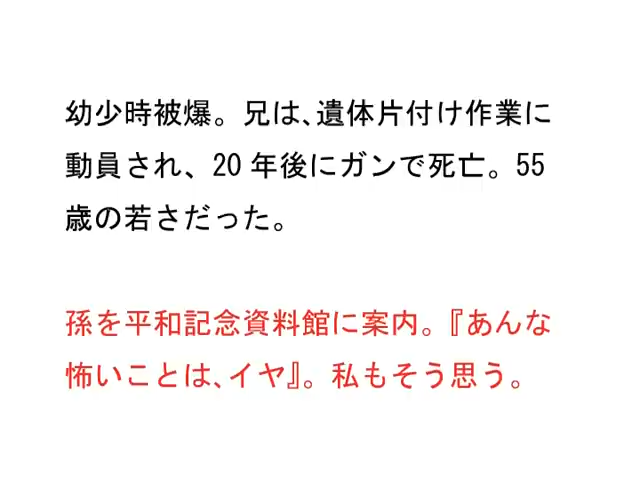 幼少時被爆。兄は、遺体片付け作業に
動員され、20 年後にガンで死亡。55
歳の若さだった。
孫を平和記念資料館に案内。『あんな
怖いことは、イヤ』。私もそう思う。